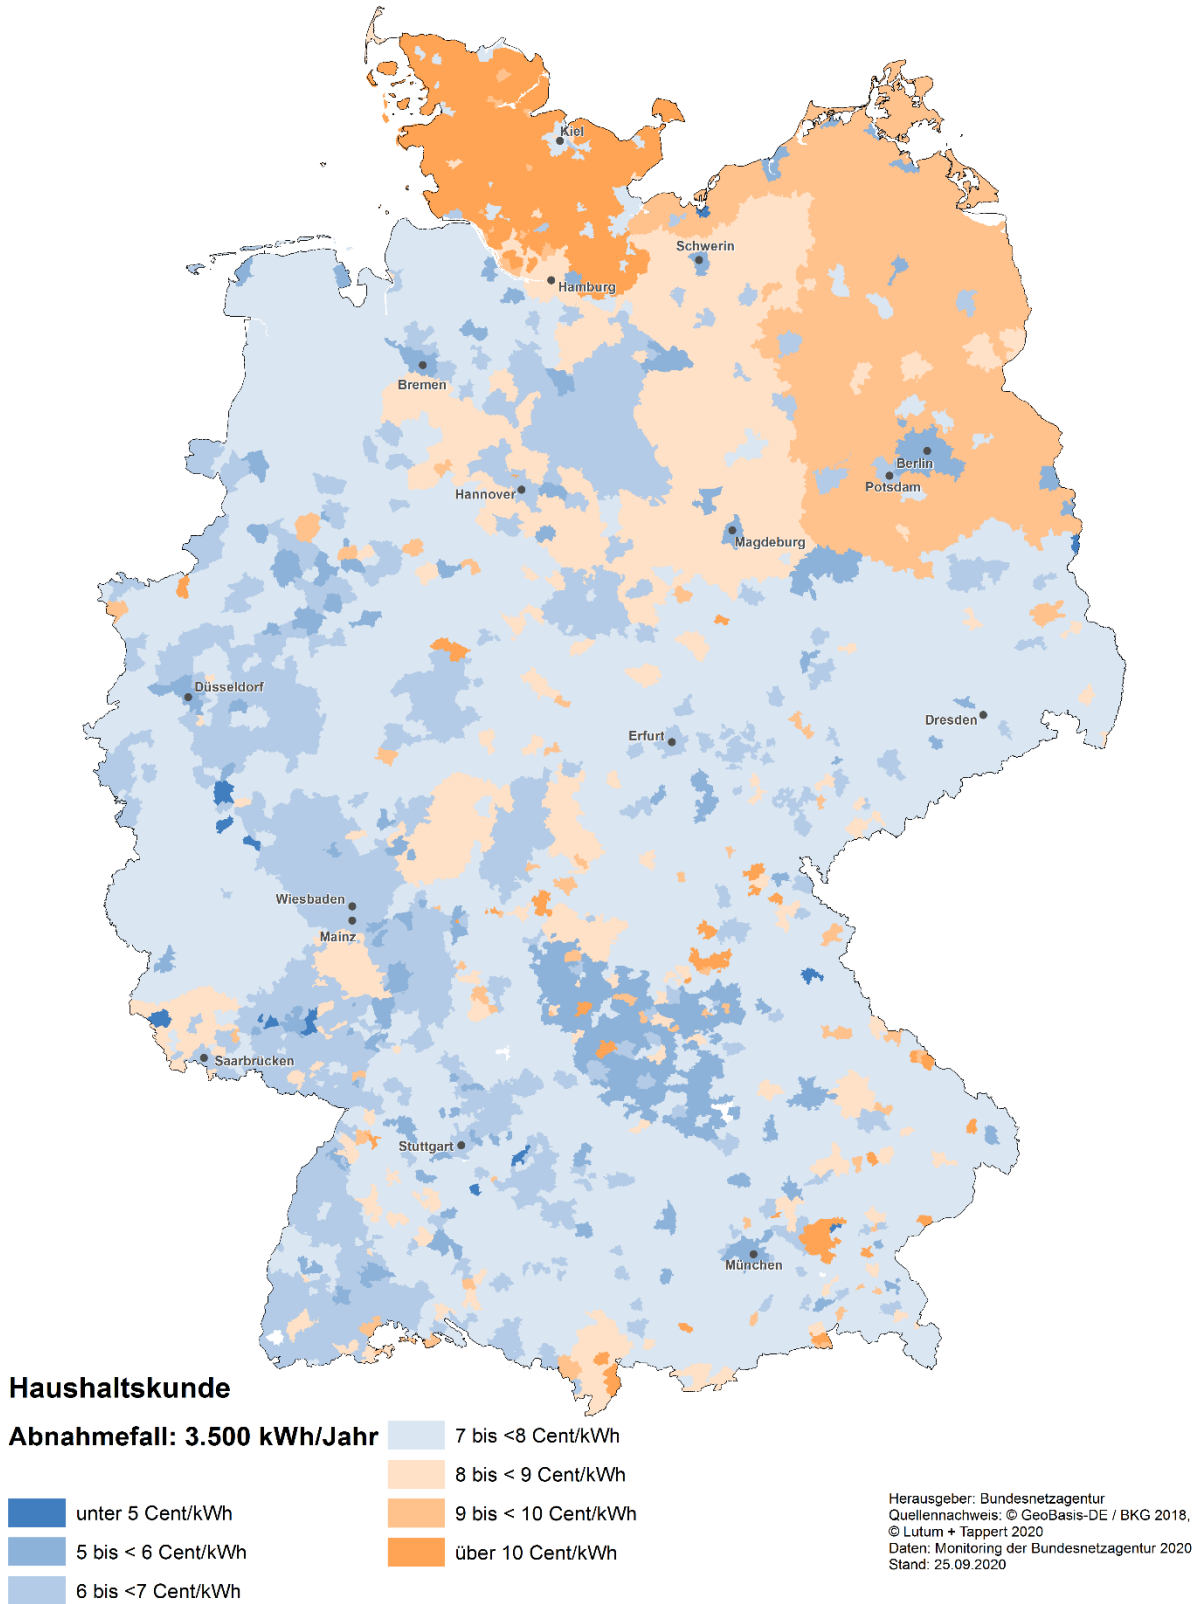 Kiel
Schwerin
Hamburg
Bremen
Berlin
Potsdam
Hannover
Magdeburg
Düsseldorf
Dresden
Erfurt
Wiesbaden
Mainz
Saarbrücken
Stuttgart
München
Haushaltskunde
Abnahmefall: 3.500 kWh/Jahr
unter 5 Cent/kWh
5 bis < 6 Cent/kWh
6 bis <7 Cent/kWh
7 bis <8 Cent/kWh
8 bis < 9 Cent/kWh
9 bis < 10 Cent/kWh
über 10 Cent/kWh
Herausgeber: Bundesnetzagentur
Quellennachweis: © GeoBasis-DE / BKG 2018,
© Lutum + Tappert 2020
Daten: Monitoring der Bundesnetzagentur 2020
Stand: 25.09.2020